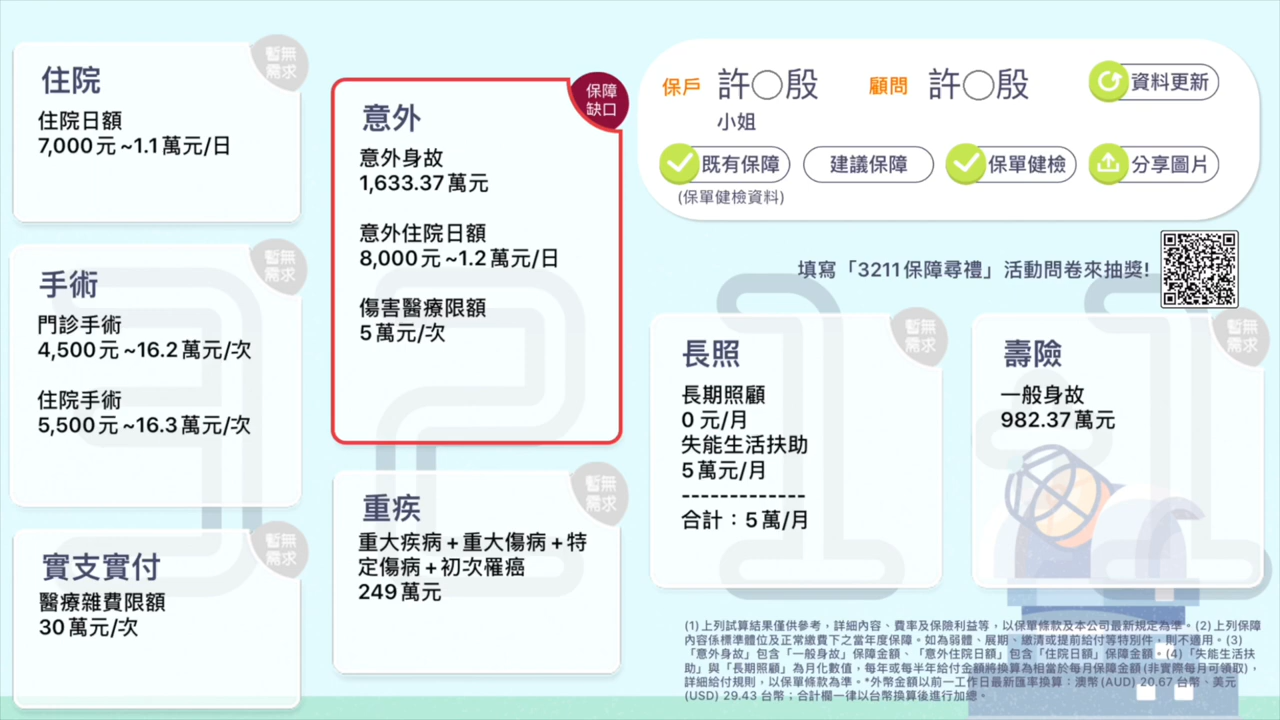 住院
暫無
需求
住院日額
7,000元~1.1萬元/日
手術
暫無
需求
門診手術
4,500元~16.2萬元/次
住院手術
5,500元~16.3萬元/次
實支實付
暫無
需求
醫療雜費限額
30萬元/次
意外
保障
缺口
意外身故
1,633.37萬元
意外住院日額
8,000元~1.2萬元/日
傷害醫療限額
5萬元/次
重疾
暫無
需求
重大疾病+重大傷病+特
定傷病+初次罹癌
249萬元
保戶 許○殷 顧問 許○殷
小姐
資料更新
既有保障 建議保障 保單健檢 分享圖片
(保單健檢資料)
填寫「3211保障尋禮」活動問卷來抽獎!
長照
暫無
需求
長期照顧
0元/月
失能生活扶助
5萬元/月
-------------
合計：5萬/月
壽險
暫無
需求
一般身故
982.37萬元
(1)上列試算結果僅供參考，詳細內容、費率及保險利益等，以保單條款及本公司最新規定為準。(2)上列保障
內容係標準體位及正常繳費下之當年度保障。如為弱體、展期、繳清或提前給付等特別件，則不適用。(3)
「意外身故」包含「一般身故」保障金額、「意外住院日額」包含「住院日額」保障金額。(4)「失能生活扶
助」與「長期照顧」為月化數值，每年或每半年給付金額將換算為相當於每月保障金額(非實際每月可領取)，
詳細給付規則，以保單條款為準。*外幣金額以前一工作日最新匯率換算：澳幣(AUD) 20.67 台幣、美元
(USD) 29.43 台幣；合計欄一律以台幣換算後進行加總。